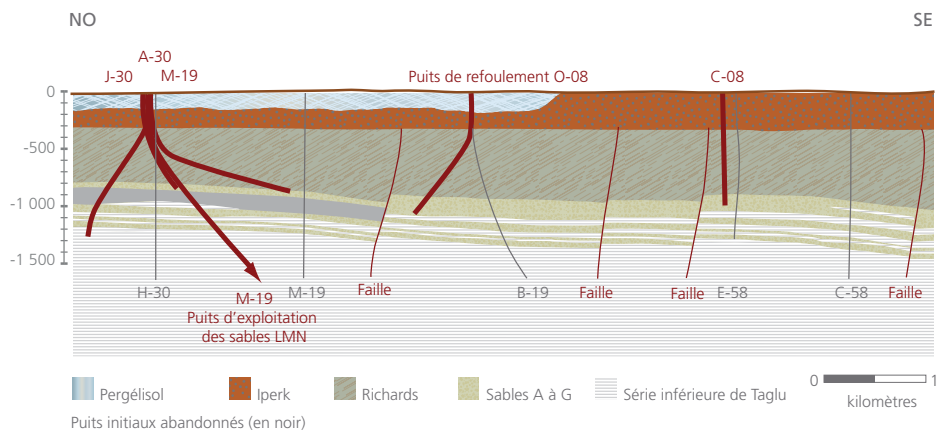 NO
SE
A-30
J-30
M-19
Puits de refoulement O-08
C-08
0
-500
-1 000
-1 500
H-30
M-19
Puits d'exploitation
des sables LMN
M-19
Faille
B-19
Faille
Faille
E-58
C-58
Faille
Pergélisol
Iperk
Richards
Sables A à G
Série inférieure de Taglu
0
1
kilomètres
Puits initiaux abandonnés (en noir)